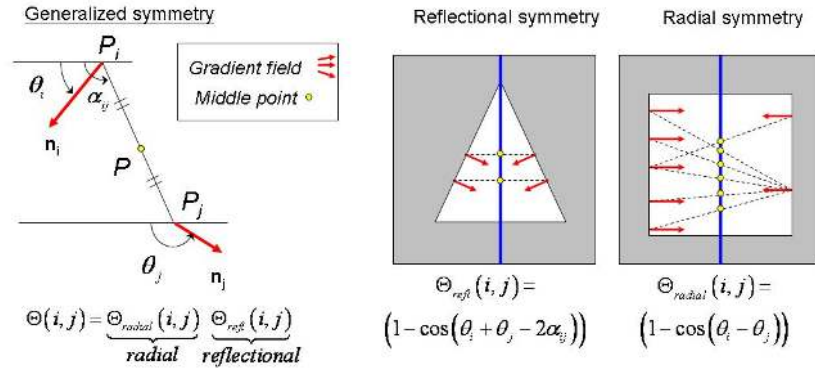 Generalized symmetry
P_i
θ_i
α_ij
n_i
P
P_j
θ_j
n_j
Θ(i, j) = Θ_radial(i, j) Θ_refl(i, j)
radial reflectional
Gradient field
Middle point
Reflectional symmetry
Θ_refl(i, j) =
(1 − cos(θ_i + θ_j − 2α_ij))
Radial symmetry
Θ_radial(i, j) =
(1 − cos(θ_i − θ_j))